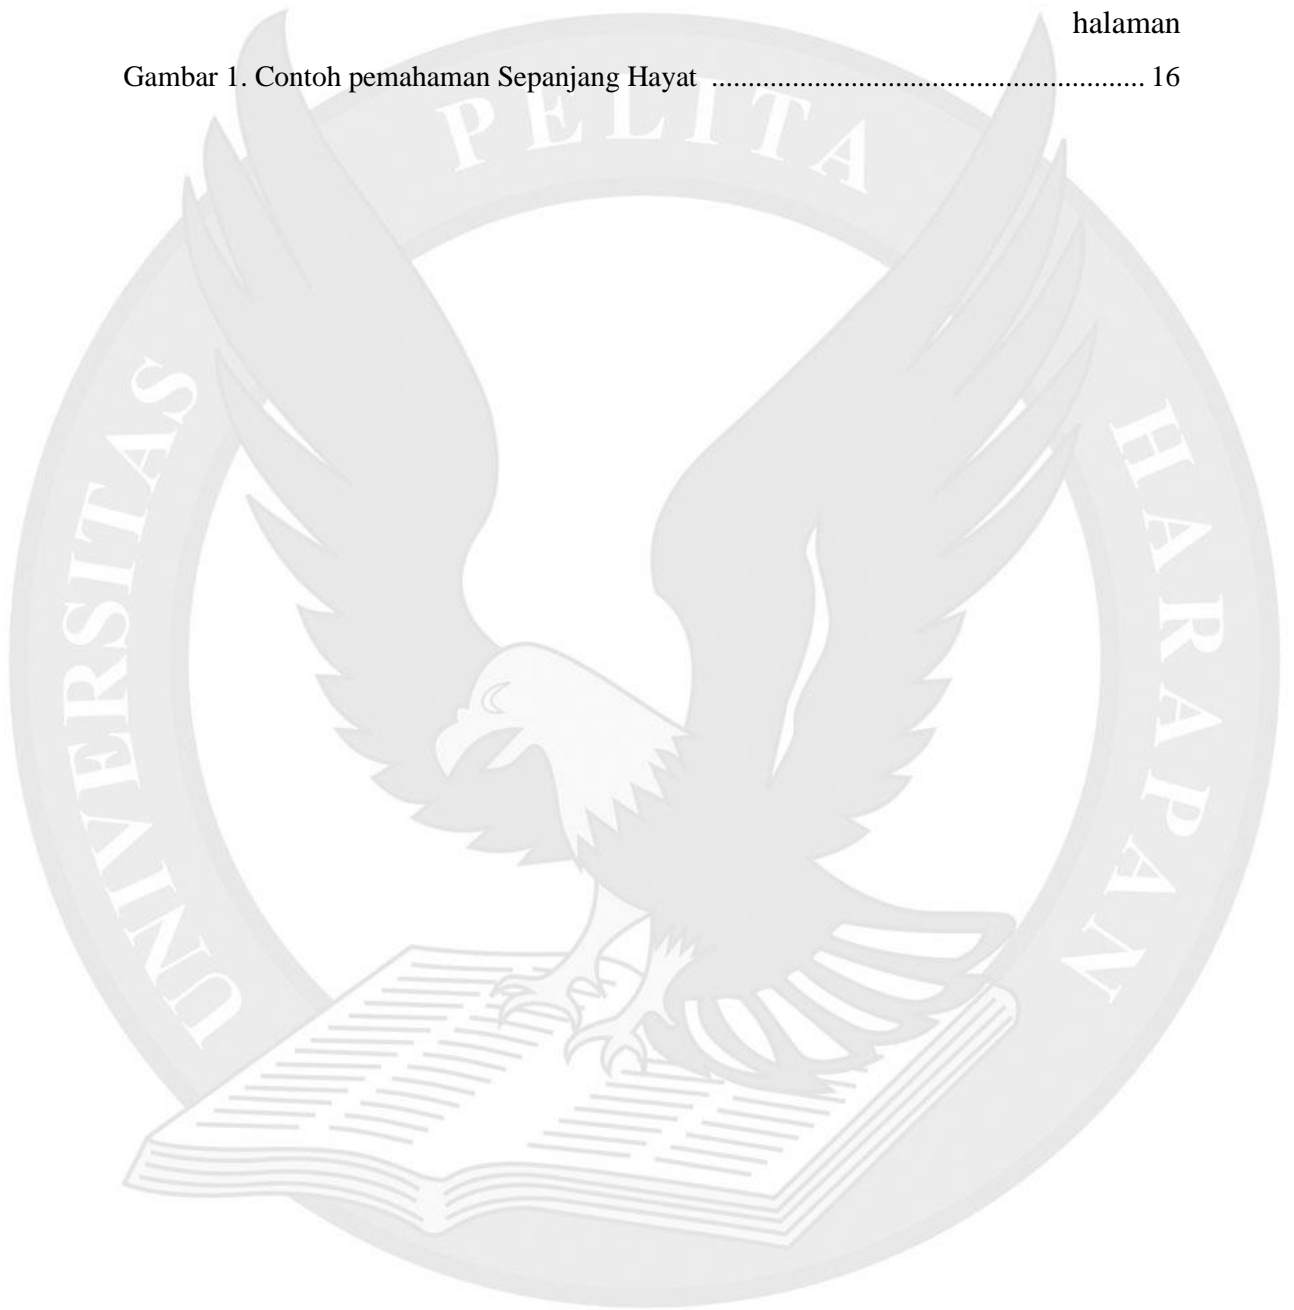 halaman
Gambar 1. Contoh pemahaman Sepanjang Hayat ........................................................... 16
PELITA
UNIVERSITAS
HARAPAN